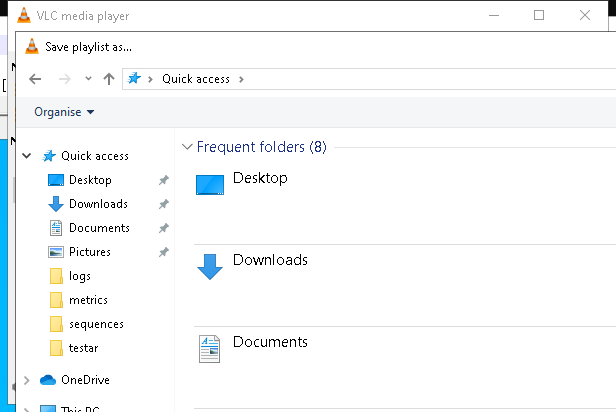 VLC media player
Save playlist as...
Quick access
Organise
Frequent folders (8)
Quick access
Desktop
Downloads
Documents
Pictures
logs
metrics
sequences
testar
OneDrive
This PC
Desktop
Downloads
Documents